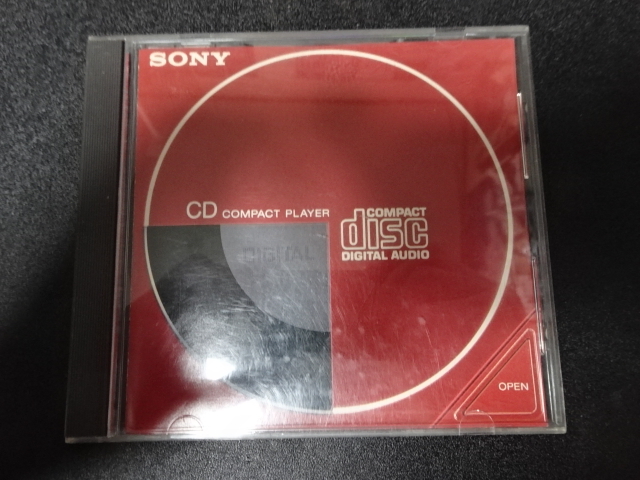 SONY
CD COMPACT PLAYER
COMPACT
disc
DIGITAL AUDIO
DIGITAL
OPEN